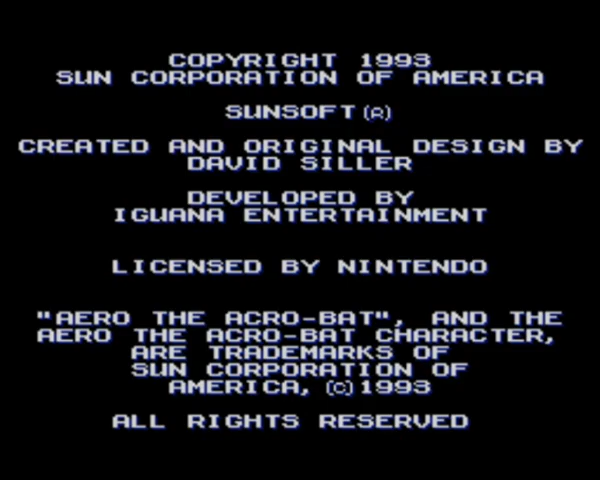 COPYRIGHT 1993
SUN CORPORATION OF AMERICA
SUNSOFT(R)
CREATED AND ORIGINAL DESIGN BY
DAVID SILLER
DEVELOPED BY
IGUANA ENTERTAINMENT
LICENSED BY NINTENDO
"AERO THE ACRO-BAT", AND THE
AERO THE ACRO-BAT CHARACTER,
ARE TRADEMARKS OF
SUN CORPORATION OF
AMERICA, (C)1993
ALL RIGHTS RESERVED